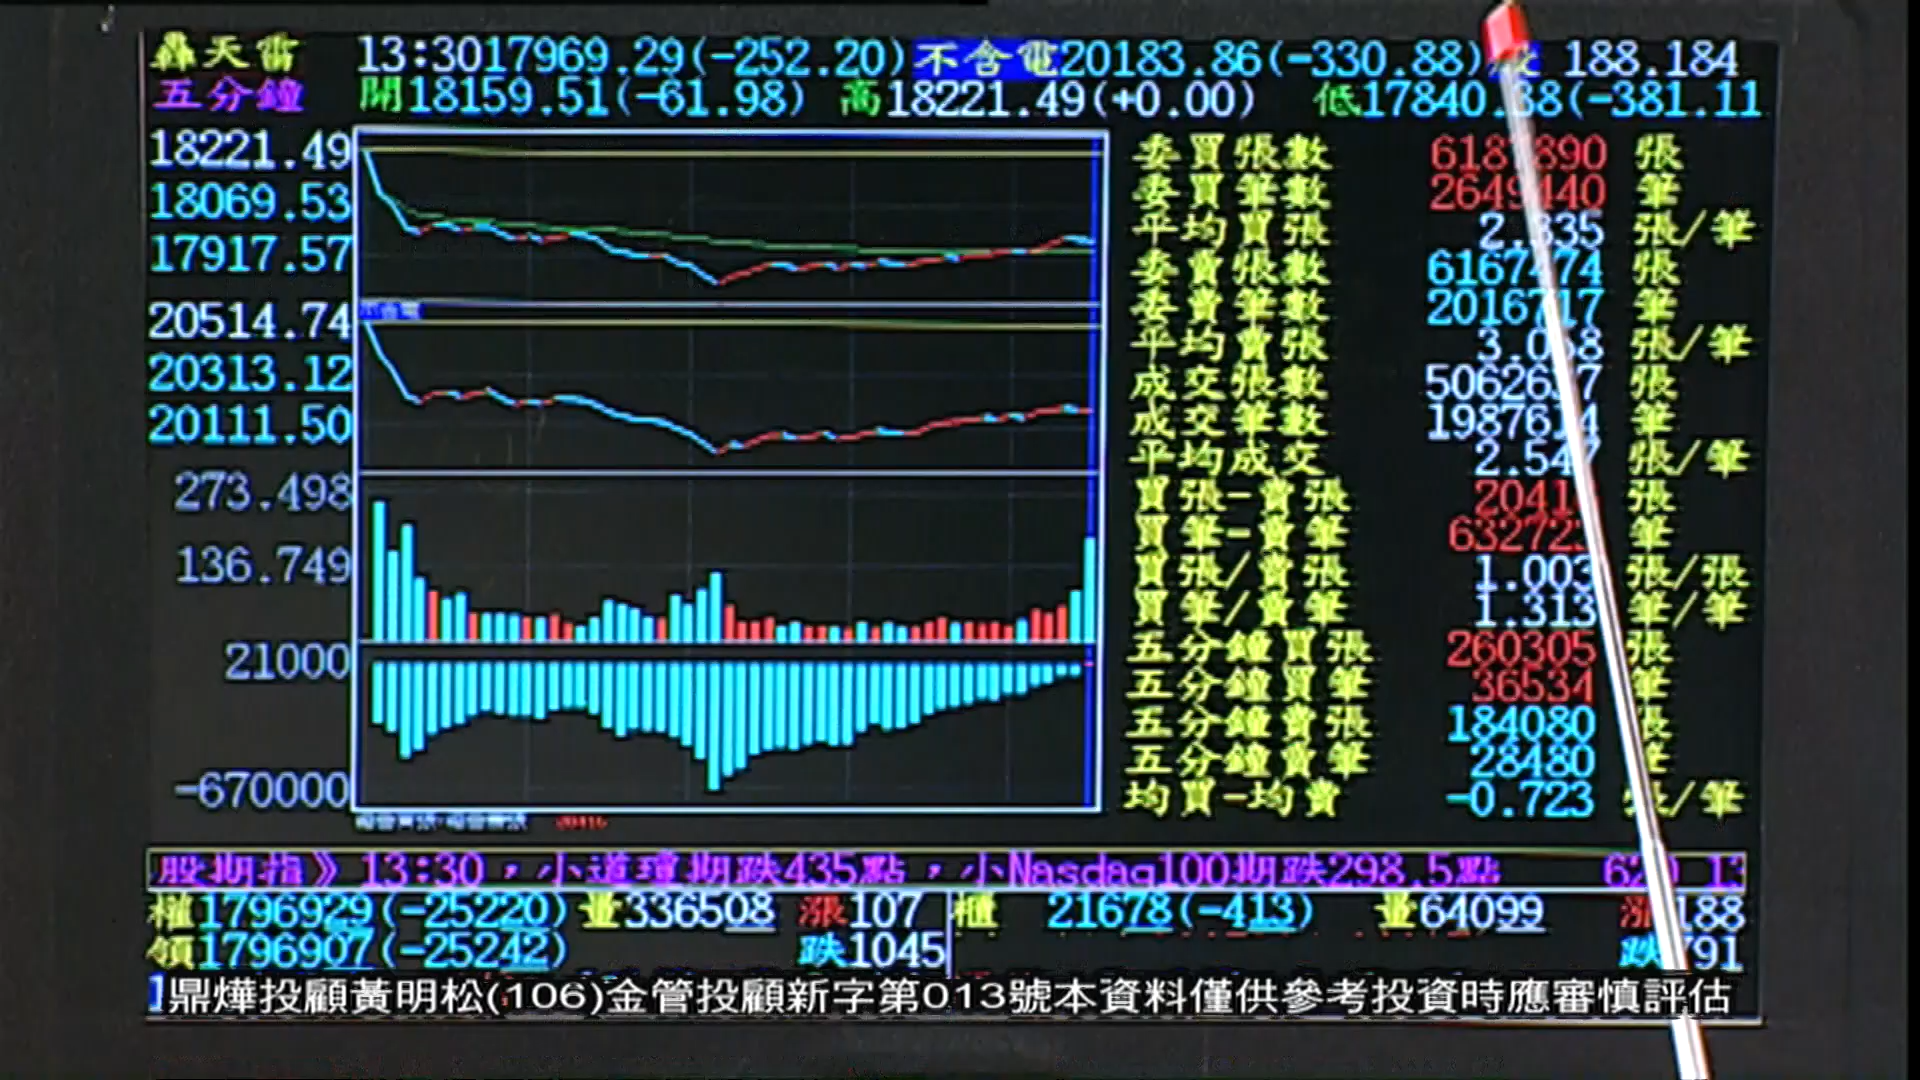 轟天雷 13:30 17969.29(-252.20) 不含電 20183.86(-330.88) 188.184
五分鐘 開18159.51(-61.98) 高18221.49(+0.00) 低
18221.49
18069.53
17917.57
20514.74
20313.12
20111.50
273.498
136.749
21000
-670000
20416
委買張數 張
委買筆數 筆
平均買張 張/筆
委賣張數 張
委賣筆數 筆
平均賣張 張/筆
成交張數 張
成交筆數 筆
平均成交 張/筆
買張-賣張 張
買筆-賣筆 筆
買張/賣張 1.003 張/張
買筆/賣筆 1.313 筆/筆
五分鐘買張 260305 張
五分鐘買筆 36534 筆
五分鐘賣張 184080 張
五分鐘賣筆 28480 筆
均買-均賣 -0.723 張/筆
股期指》13:30，小道瓊期跌435點，小Nasdaq100期跌298.5點
權1796929(-25220) 量336508 漲107 櫃 21678(-413) 量64099 漲188
領1796907(-25242) 跌1045 跌791
鼎燁投顧黃明松(106)金管投顧新字第013號本資料僅供參考投資時應審慎評估